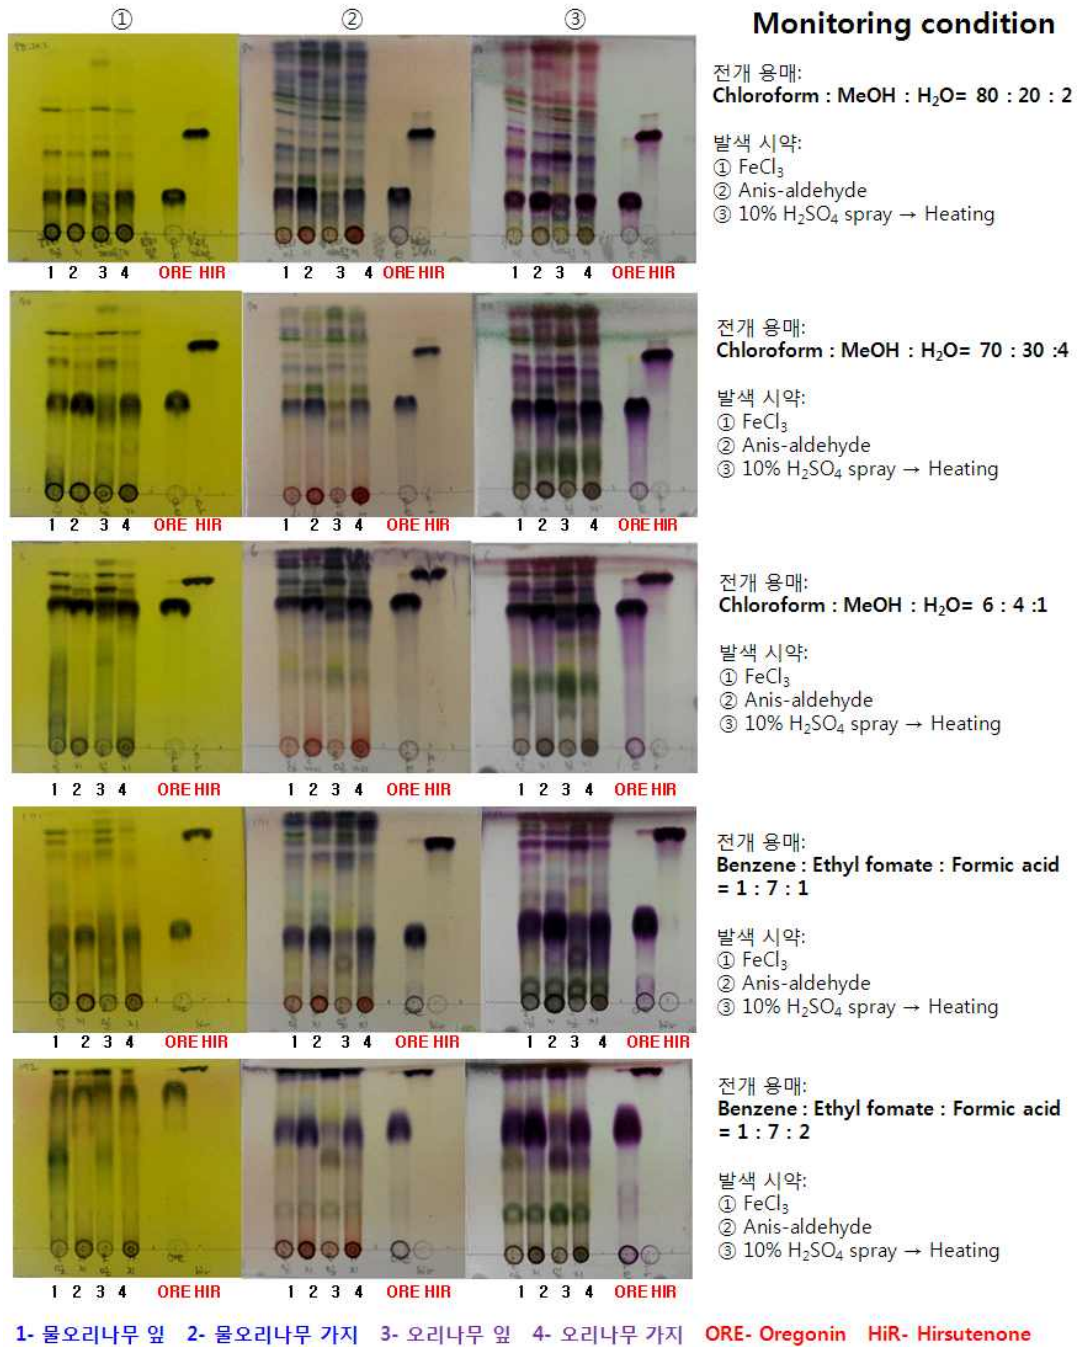 ① ② ③ Monitoring condition
전개 용매:
Chloroform : MeOH : H₂O= 80 : 20 : 2
발색 시약:
① FeCl₃
② Anis-aldehyde
③ 10% H₂SO₄ spray → Heating
1 2 3 4 ORE HIR 1 2 3 4 ORE HIR 1 2 3 4 ORE HIR
전개 용매:
Chloroform : MeOH : H₂O= 70 : 30 :4
발색 시약:
① FeCl₃
② Anis-aldehyde
③ 10% H₂SO₄ spray → Heating
1 2 3 4 ORE HIR 1 2 3 4 ORE HIR 1 2 3 4 ORE HIR
전개 용매:
Chloroform : MeOH : H₂O= 6 : 4 :1
발색 시약:
① FeCl₃
② Anis-aldehyde
③ 10% H₂SO₄ spray → Heating
1 2 3 4 ORE HIR 1 2 3 4 ORE HIR 1 2 3 4 ORE HIR
전개 용매:
Benzene : Ethyl fomate : Formic acid
= 1 : 7 : 1
발색 시약:
① FeCl₃
② Anis-aldehyde
③ 10% H₂SO₄ spray → Heating
1 2 3 4 ORE HIR 1 2 3 4 ORE HIR 1 2 3 4 ORE HIR
전개 용매:
Benzene : Ethyl fomate : Formic acid
= 1 : 7 : 2
발색 시약:
① FeCl₃
② Anis-aldehyde
③ 10% H₂SO₄ spray → Heating
1 2 3 4 ORE HIR 1 2 3 4 ORE HIR 1 2 3 4 ORE HIR
1- 물오리나무 잎 2- 물오리나무 가지 3- 오리나무 잎 4- 오리나무 가지 ORE- Oregonin HiR- Hirsutenone